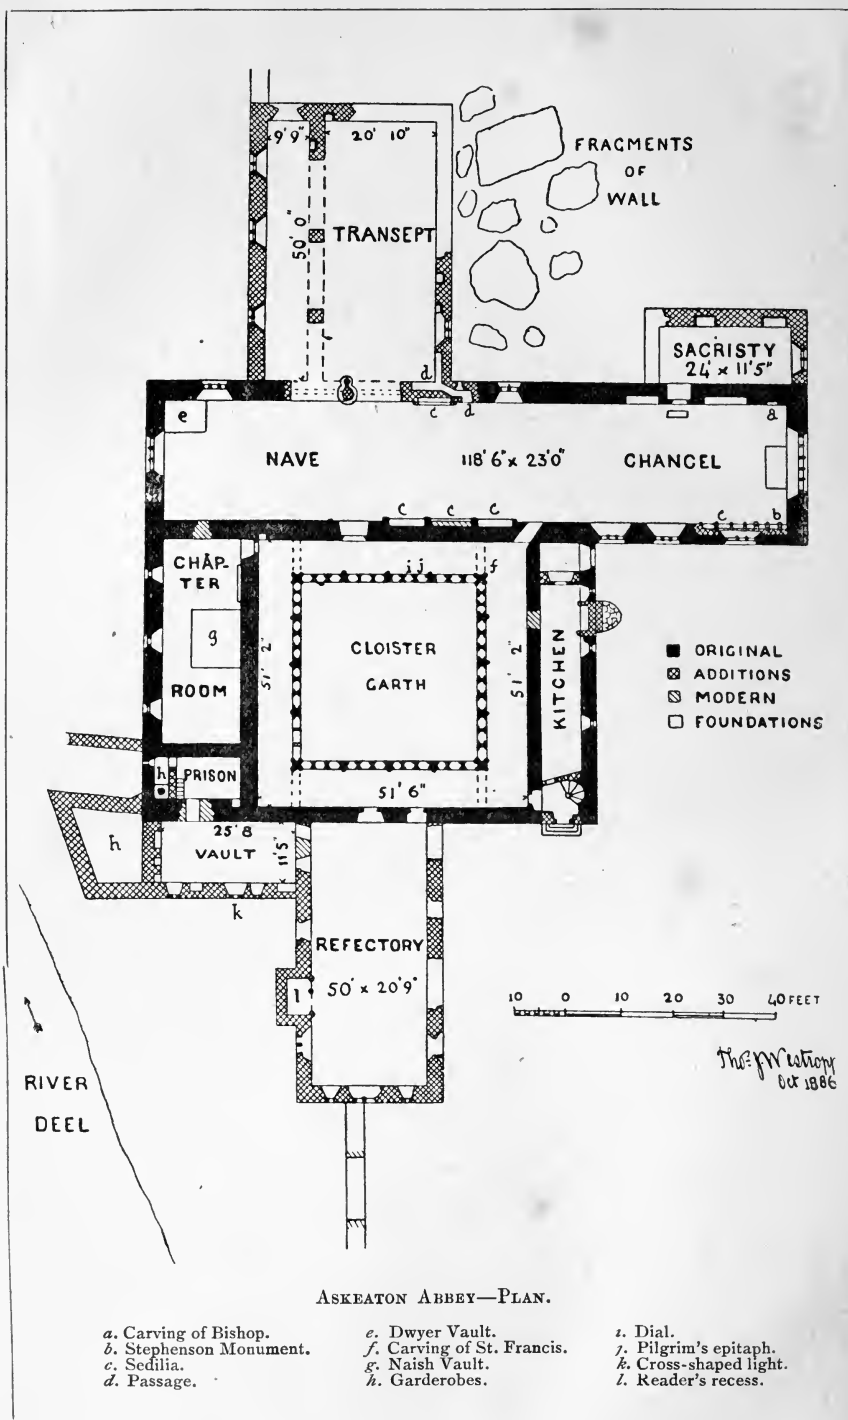 9' 9"
20' 10"
50' 0"
TRANSEPT
FRAGMENTS
OF
WALL
SACRISTY
24' × 11'5"
d
c
d
a
e
NAVE
118' 6" × 23'0"
CHANCEL
c
c
c
c
b
CHAP-
TER
g
ROOM
i j
f
51' 2"
CLOISTER
GARTH
51' 2"
KITCHEN
ORIGINAL
ADDITIONS
MODERN
FOUNDATIONS
h
PRISON
51' 6"
h
25' 8
VAULT
11' 5"
k
REFECTORY
50' × 20'9"
l
10 0 10 20 30 40 FEET
Thos. J Westropp
Oct 1886
RIVER
DEEL
ASKEATON ABBEY—PLAN.
a. Carving of Bishop.
b. Stephenson Monument.
c. Sedilia.
d. Passage.
e. Dwyer Vault.
f. Carving of St. Francis.
g. Naish Vault.
h. Garderobes.
i. Dial.
j. Pilgrim's epitaph.
k. Cross-shaped light.
l. Reader's recess.